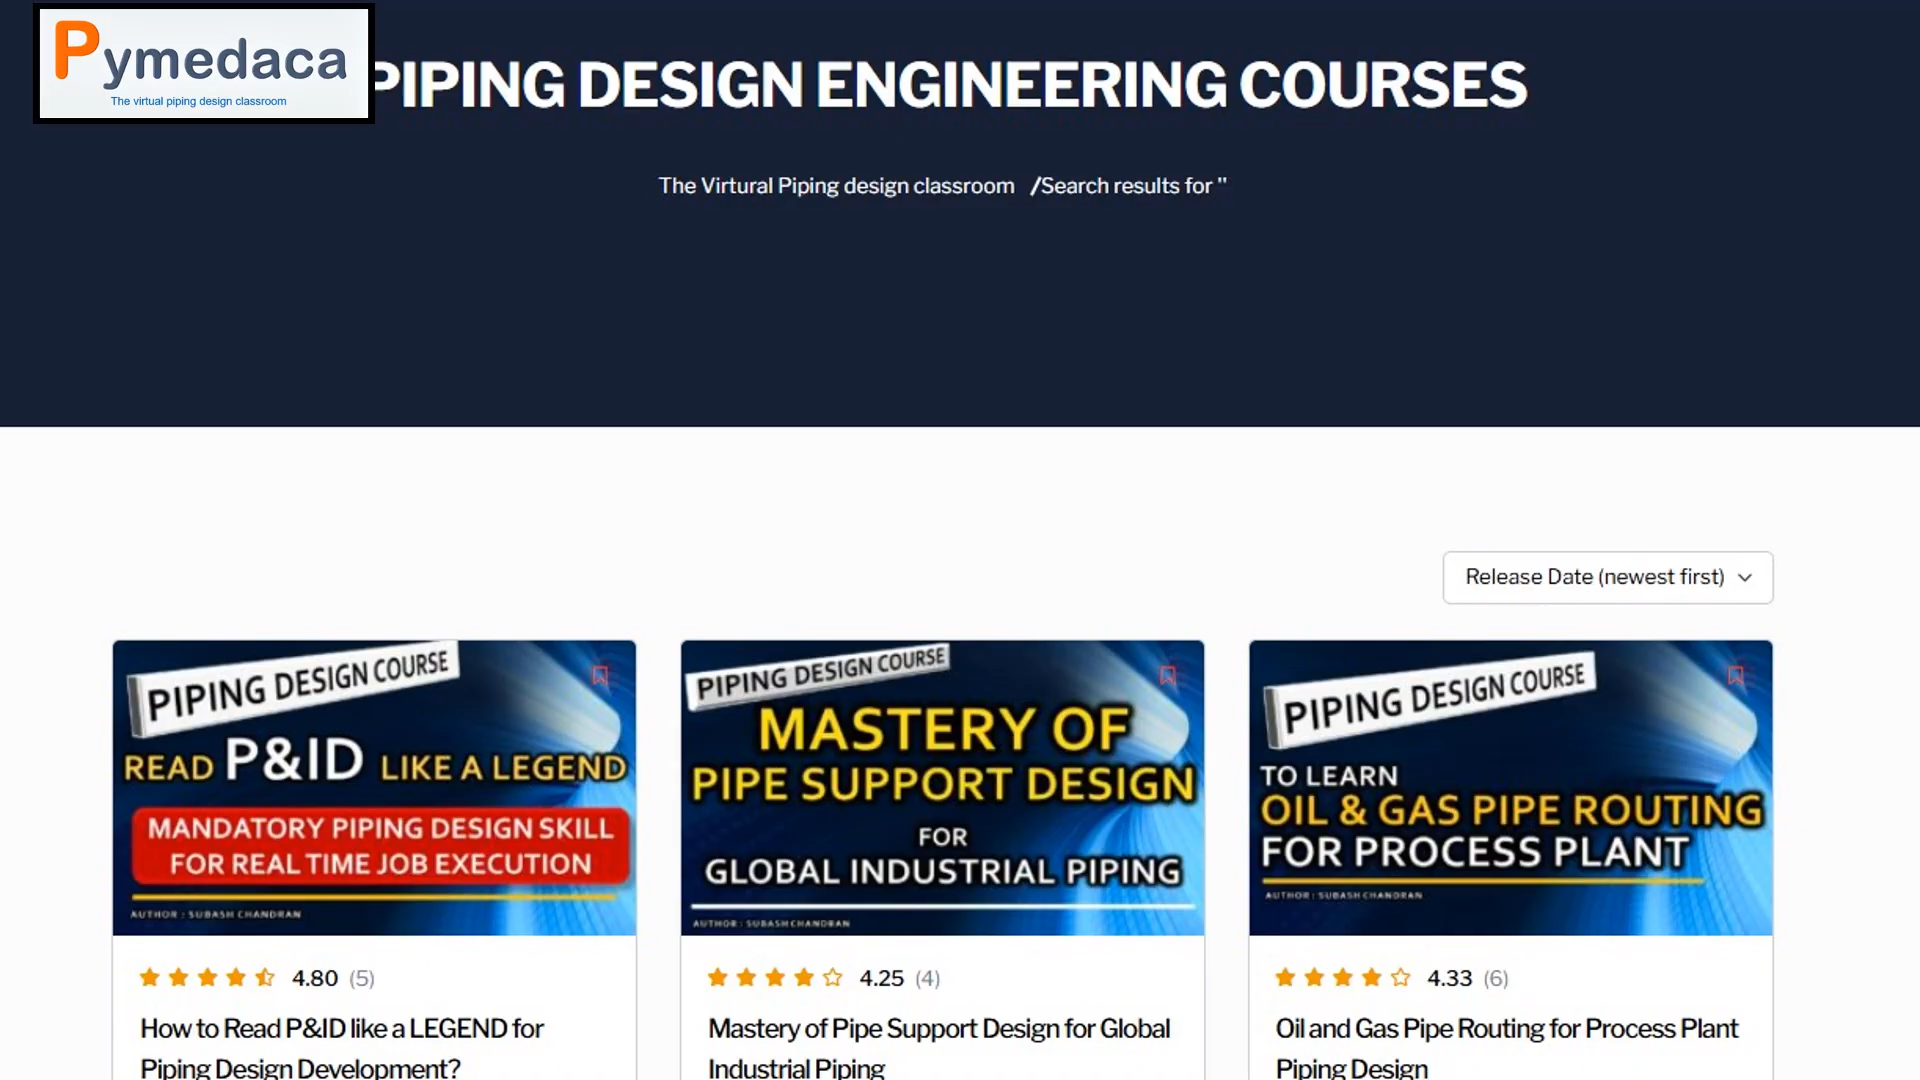 Pymedaca
The virtual piping design classroom
PIPING DESIGN ENGINEERING COURSES
The Virtural Piping design classroom /Search results for ''
Release Date (newest first)
PIPING DESIGN COURSE
READ P&ID LIKE A LEGEND
MANDATORY PIPING DESIGN SKILL
FOR REAL TIME JOB EXECUTION
AUTHOR : SUBASH CHANDRAN
4.80 (5)
How to Read P&ID like a LEGEND for
Piping Design Development?
PIPING DESIGN COURSE
MASTERY OF
PIPE SUPPORT DESIGN
FOR
GLOBAL INDUSTRIAL PIPING
AUTHOR : SUBASH CHANDRAN
4.25 (4)
Mastery of Pipe Support Design for Global
Industrial Piping
PIPING DESIGN COURSE
TO LEARN
OIL & GAS PIPE ROUTING
FOR PROCESS PLANT
AUTHOR : SUBASH CHANDRAN
4.33 (6)
Oil and Gas Pipe Routing for Process Plant
Piping Design